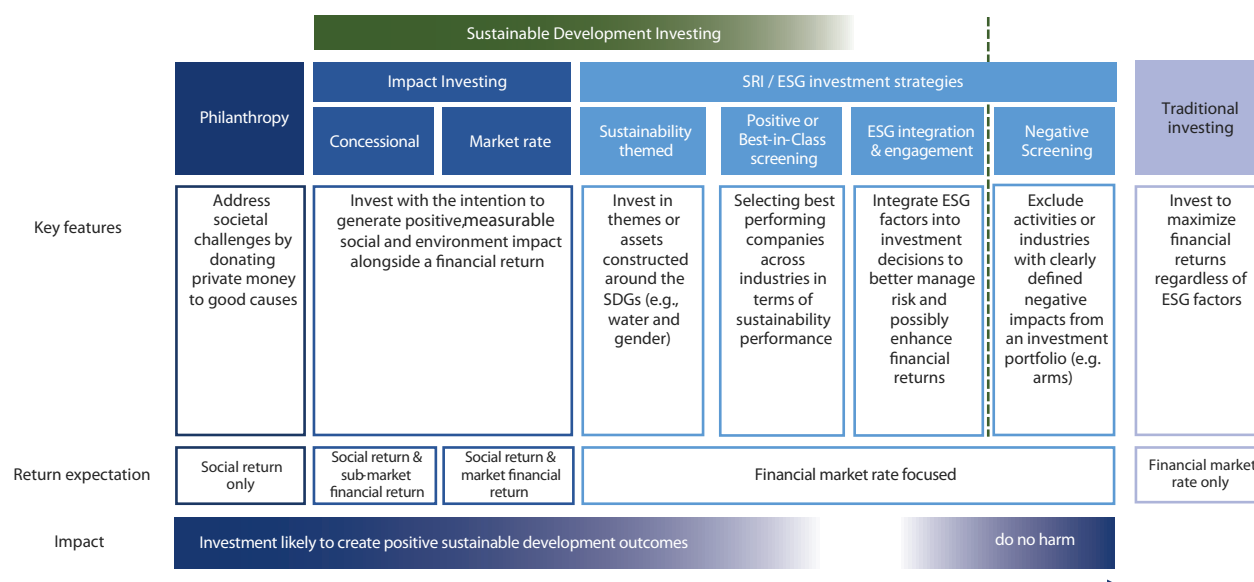 Sustainable Development Investing
Philanthropy
Impact Investing
Concessional
Market rate
SRI / ESG investment strategies
Sustainability
themed
Positive or
Best-in-Class
screening
ESG integration
& engagement
Negative
Screening
Traditional
investing
Key features
Address
societal
challenges by
donating
private money
to good causes
Invest with the intention to
generate positive,measurable
social and environment impact
alongside a financial return
Invest in
themes or
assets
constructed
around the
SDGs (e.g.,
water and
gender)
Selecting best
performing
companies
across
industries in
terms of
sustainability
performance
Integrate ESG
factors into
investment
decisions to
better manage
risk and
possibly
enhance
financial
returns
Exclude
activities or
industries
with clearly
defined
negative
impacts from
an investment
portfolio (e.g.
arms)
Invest to
maximize
financial
returns
regardless of
ESG factors
Return expectation
Social return
only
Social return &
sub-market
financial return
Social return &
market financial
return
Financial market rate focused
Financial market
rate only
Impact
Investment likely to create positive sustainable development outcomes
do no harm